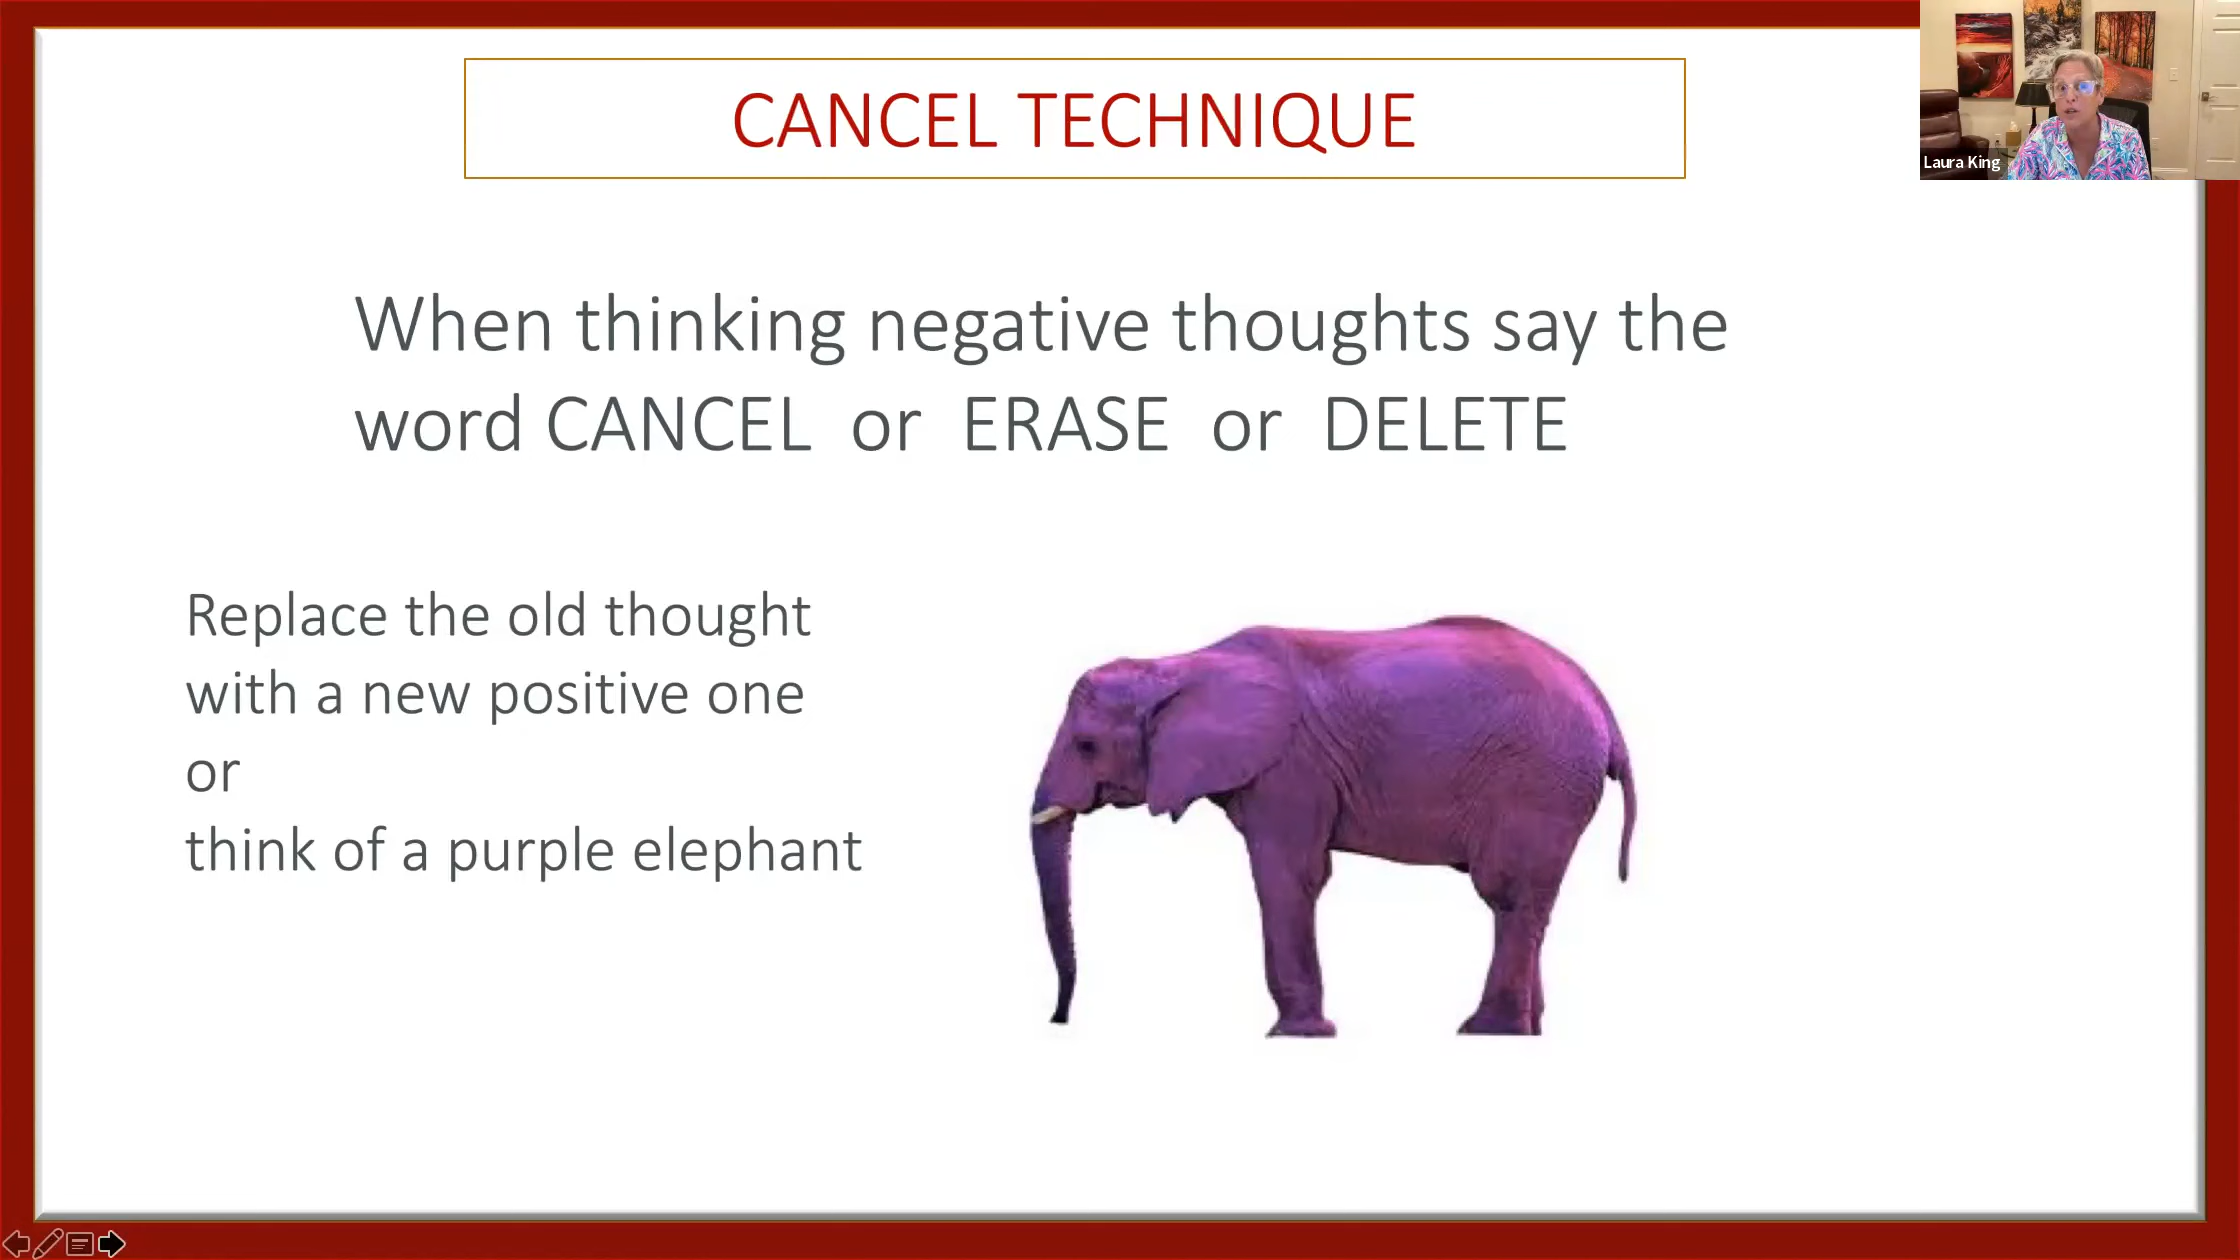 CANCEL TECHNIQUE
Laura King
When thinking negative thoughts say the
word CANCEL or ERASE or DELETE
Replace the old thought
with a new positive one
or
think of a purple elephant